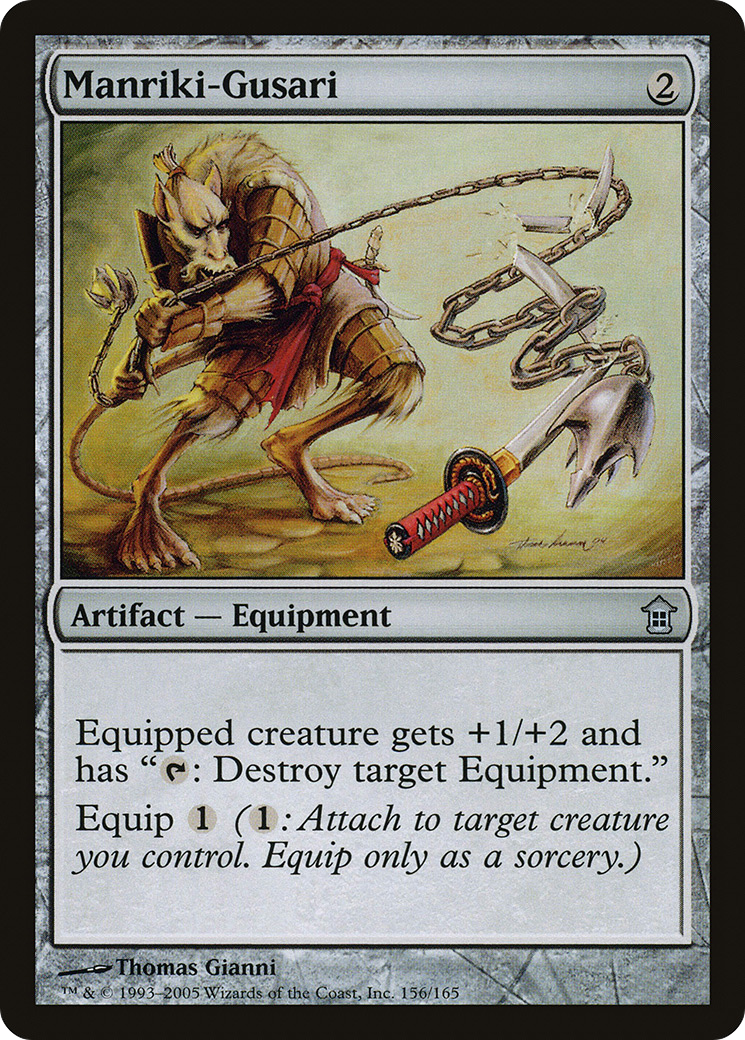 Manriki-Gusari 2
Artifact — Equipment
Equipped creature gets +1/+2 and
has “: Destroy target Equipment.”
Equip 1 (1: Attach to target creature
you control. Equip only as a sorcery.)
Thomas Gianni
™ & © 1993–2005 Wizards of the Coast, Inc. 156/165